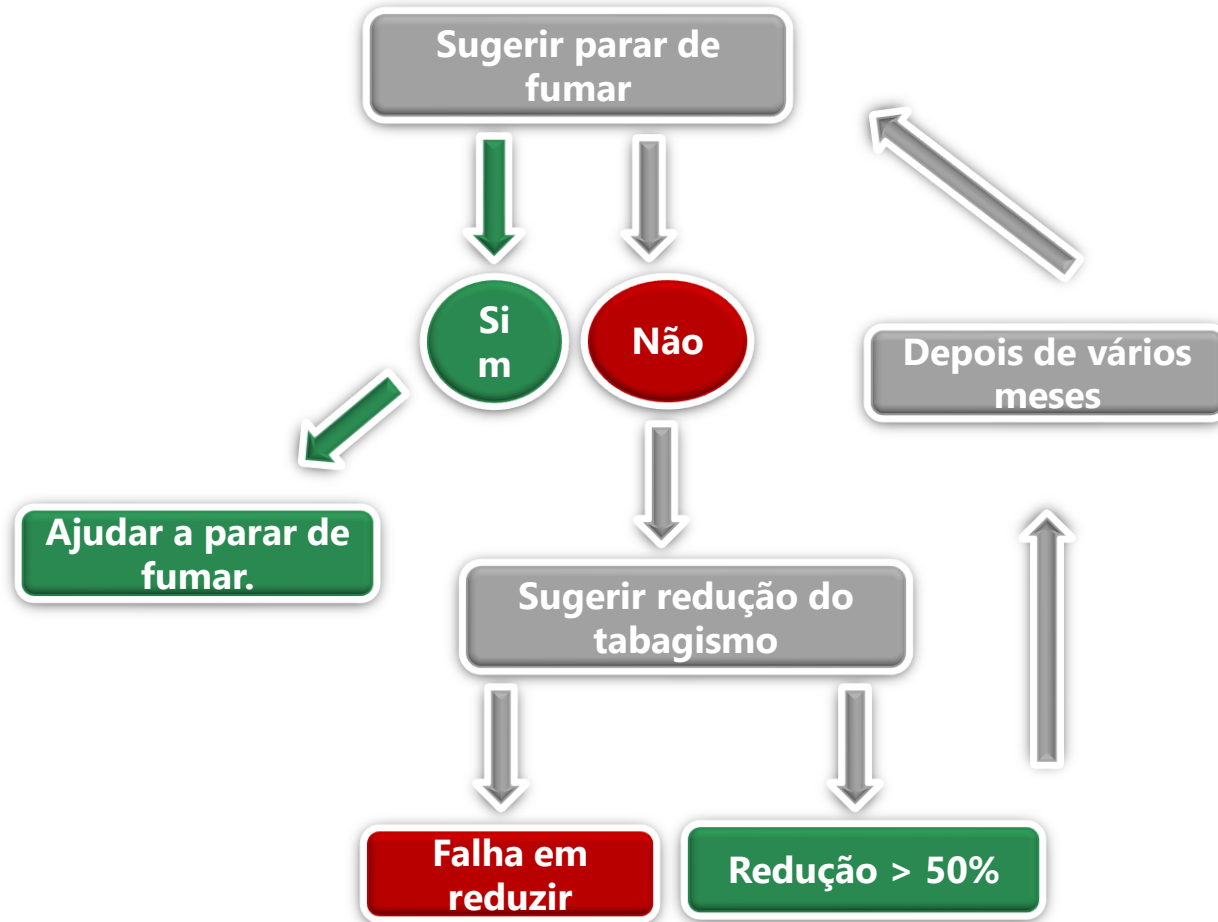 Sugerir parar de
fumar
Si
m
Não
Depois de vários
meses
Ajudar a parar de
fumar.
Sugerir redução do
tabagismo
Falha em
reduzir
Redução > 50%